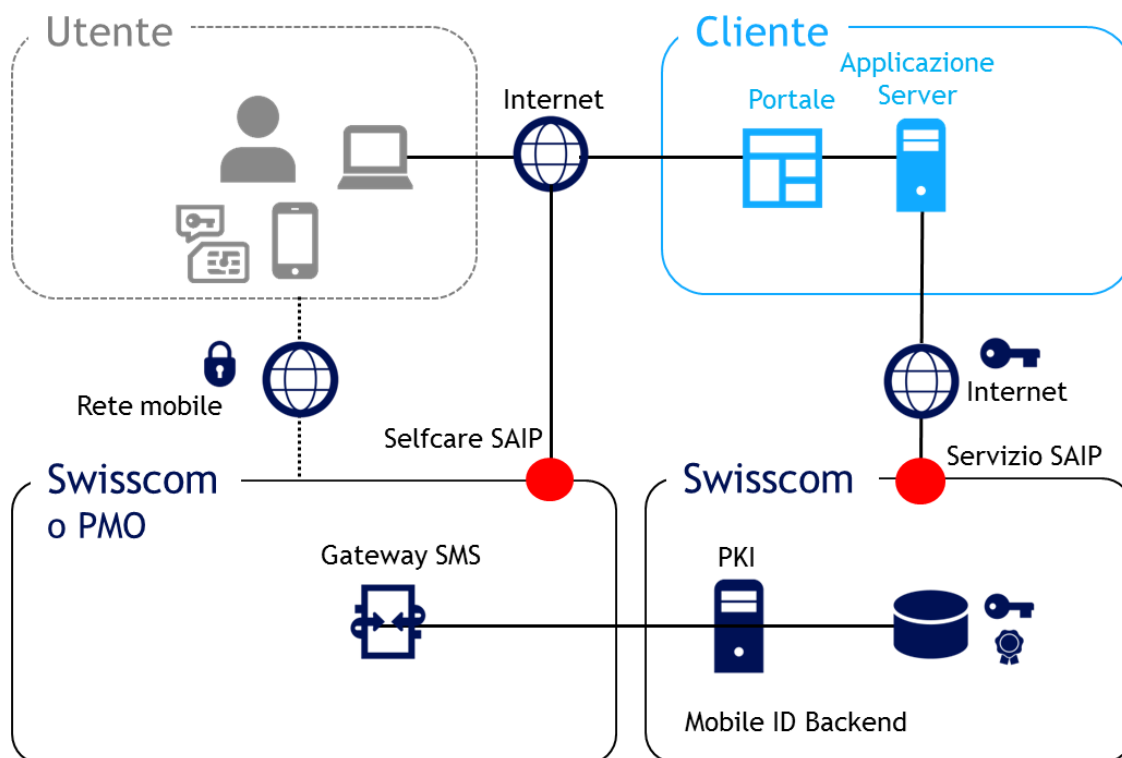 Utente
Cliente
Applicazione
Server
Portale
Internet
Rete mobile
Internet
Selfcare SAIP
Servizio SAIP
Swisscom
o PMO
Swisscom
Gateway SMS
PKI
Mobile ID Backend